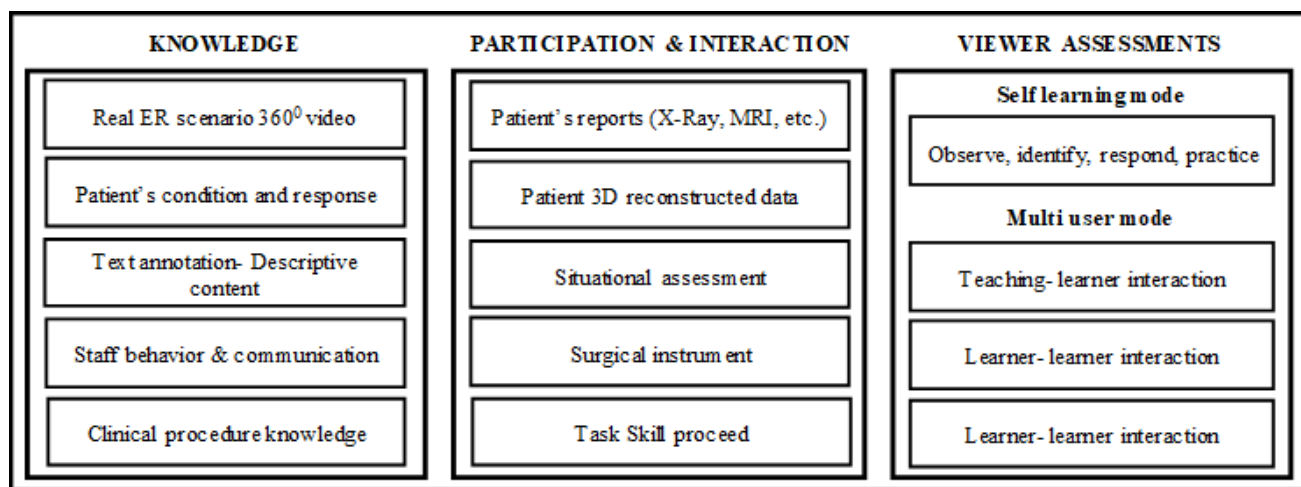 KNOWLEDGE
Real ER scenario 360⁰ video
Patient's condition and response
Text annotation- Descriptive
content
Staff behavior & communication
Clinical procedure knowledge
PARTICIPATION & INTERACTION
Patient's reports (X-Ray, MRI, etc.)
Patient 3D reconstructed data
Situational assessment
Surgical instrument
Task Skill proceed
VIEWER ASSESSMENTS
Self learning mode
Observe, identify, respond, practice
Multi user mode
Teaching- learner interaction
Learner- learner interaction
Learner- learner interaction